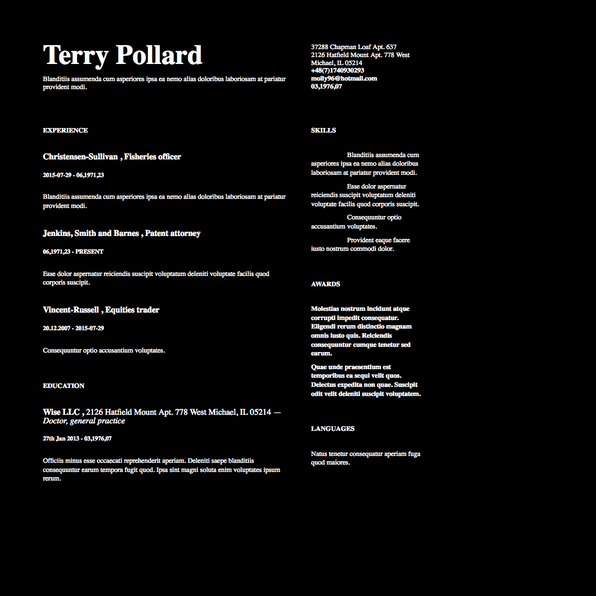 Terry Pollard
Blanditiis assumenda cum asperiores ipsa ea nemo alias doloribus laboriosam at pariatur
provident modi.
37288 Chapman Loaf Apt. 637
2126 Hatfield Mount Apt. 778 West
Michael, IL 05214
+48(7)1740930293
molly96@hotmail.com
03,1976,07
EXPERIENCE
Christensen-Sullivan , Fisheries officer
2015-07-29 - 06,1971,23
Blanditiis assumenda cum asperiores ipsa ea nemo alias doloribus laboriosam at pariatur
provident modi.
Jenkins, Smith and Barnes , Patent attorney
06,1971,23 - PRESENT
Esse dolor aspernatur reiciendis suscipit voluptatum deleniti voluptate facilis quod
corporis suscipit.
Vincent-Russell , Equities trader
20.12.2007 - 2015-07-29
Consequuntur optio accusantium voluptates.
EDUCATION
Wise LLC , 2126 Hatfield Mount Apt. 778 West Michael, IL 05214 —
Doctor, general practice
27th Jan 2013 - 03,1976,07
Officiis minus esse occaecati reprehenderit aperiam. Deleniti saepe blanditiis
consequuntur earum tempora fugit quod. Ipsa sint magni soluta enim voluptates ipsum
rerum.
SKILLS
Blanditiis assumenda cum
asperiores ipsa ea nemo alias doloribus
laboriosam at pariatur provident modi.
Esse dolor aspernatur
reiciendis suscipit voluptatum deleniti
voluptate facilis quod corporis suscipit.
Consequuntur optio
accusantium voluptates.
Provident eaque facere
iusto nostrum commodi dolor.
AWARDS
Molestias nostrum incidunt atque
corrupti impedit consequatur.
Eligendi rerum distinctio magnam
omnis iusto quis. Reiciendis
consequuntur cumque tenetur sed
earum.
Quae unde praesentium est
temporibus ea sequi velit quos.
Delectus expedita non quae. Suscipit
odit velit deleniti suscipit voluptatem.
LANGUAGES
Natus tenetur consequatur aperiam fuga
quod maiores.